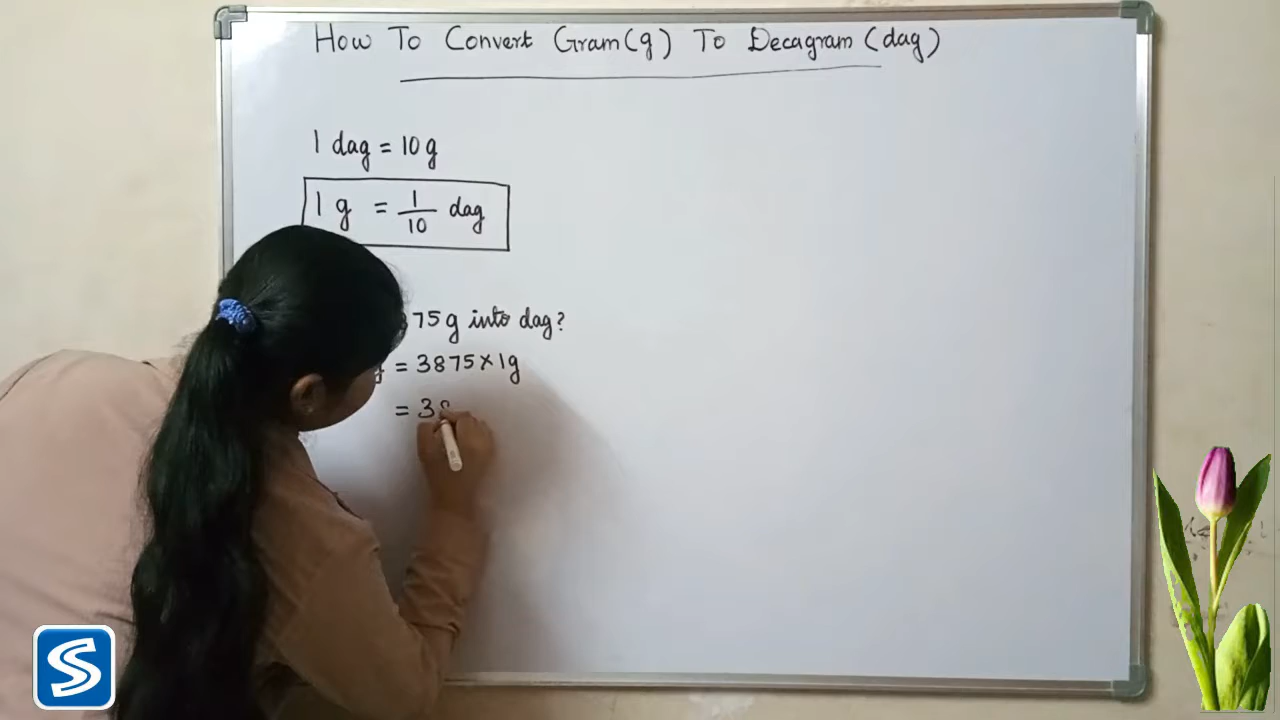 How To Convert Gram(g) To Decagram (dag)
1 dag = 10 g
1 g = 1/10 dag
75 g into dag?
= 3875 × 1g
= 38
S